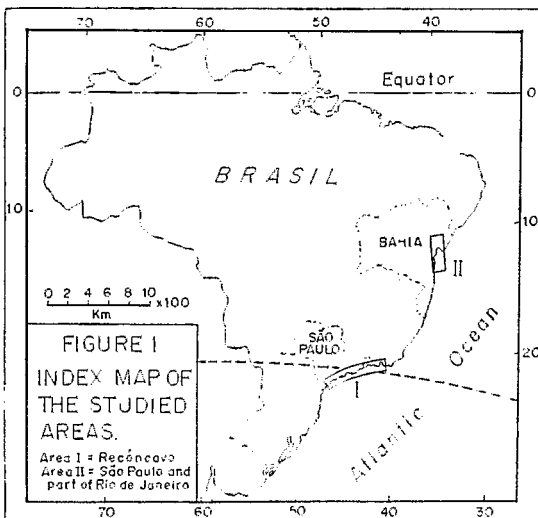 70 60 50 40
Equator
0 0
BRASIL
10 10
BAHIA
II
0 2 4 6 8 10 x100
Km
SÃO
PAULO
20
Ocean
I
Atlantic
FIGURE 1
INDEX MAP OF
THE STUDIED
AREAS.
Area I = Recôncavo
Area II = São Paulo and
part of Rio de Janeiro
70 60 50 40 30